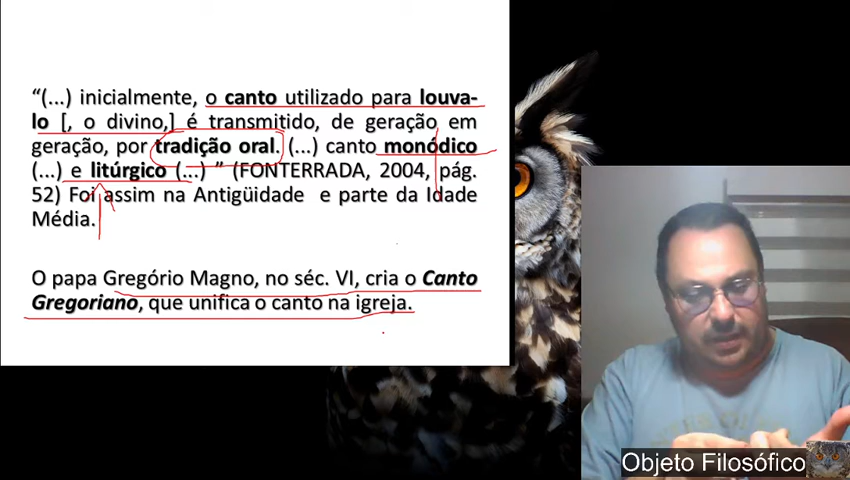 “(...) inicialmente, o canto utilizado para louva-
lo [, o divino,] é transmitido, de geração em
geração, por tradição oral. (...) canto monódico
(...) e litúrgico (...) ” (FONTERRADA, 2004, pág.
52) Foi assim na Antigüidade e parte da Idade
Média.
O papa Gregório Magno, no séc. VI, cria o Canto
Gregoriano, que unifica o canto na igreja.
Objeto Filosófico